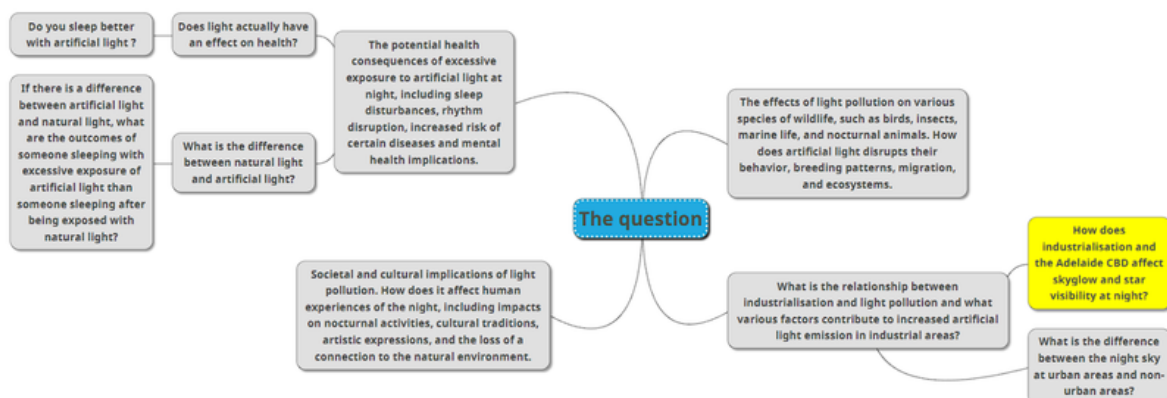 Do you sleep better
with artificial light ?
Does light actually have
an effect on health?
The potential health
consequences of excessive
exposure to artificial light at
night, including sleep
disturbances, rhythm
disruption, increased risk of
certain diseases and mental
health implications.
If there is a difference
between artificial light
and natural light, what
are the outcomes of
someone sleeping with
excessive exposure of
artificial light than
someone sleeping after
being exposed with
natural light?
What is the difference
between natural light
and artificial light?
The effects of light pollution on various
species of wildlife, such as birds, insects,
marine life, and nocturnal animals. How
does artificial light disrupts their
behavior, breeding patterns, migration,
and ecosystems.
The question
Societal and cultural implications of light
pollution. How does it affect human
experiences of the night, including impacts
on nocturnal activities, cultural traditions,
artistic expressions, and the loss of a
connection to the natural environment.
What is the relationship between
industrialisation and light pollution and what
various factors contribute to increased artificial
light emission in industrial areas?
How does
industrialisation and
the Adelaide CBD affect
skyglow and star
visibility at night?
What is the difference
between the night sky
at urban areas and non-
urban areas?